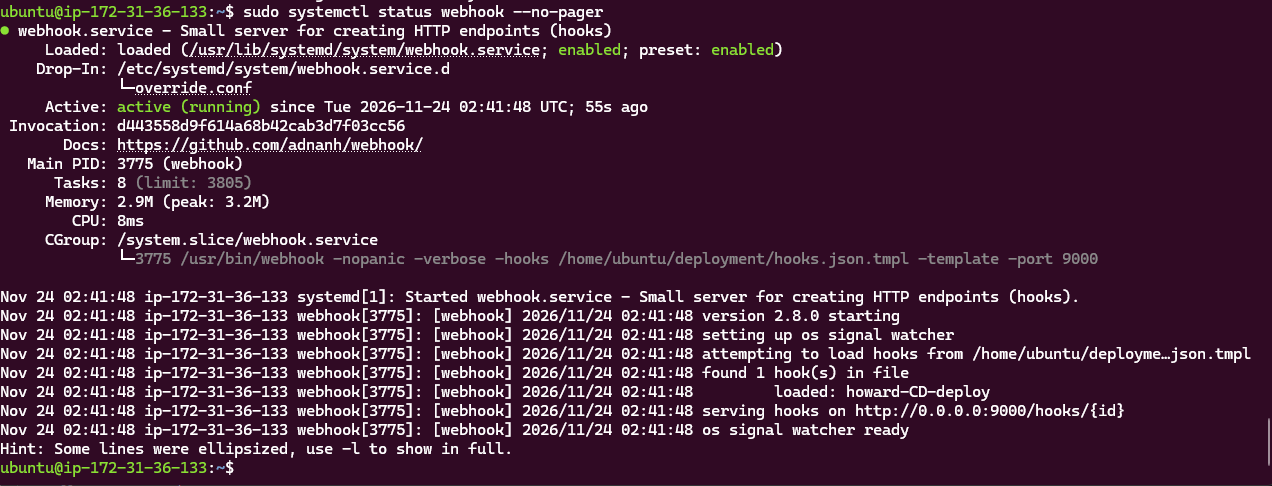 ubuntu@ip-172-31-36-133:~$ sudo systemctl status webhook --no-pager
● webhook.service - Small server for creating HTTP endpoints (hooks)
     Loaded: loaded (/usr/lib/systemd/system/webhook.service; enabled; preset: enabled)
    Drop-In: /etc/systemd/system/webhook.service.d
             └─override.conf
     Active: active (running) since Tue 2026-11-24 02:41:48 UTC; 55s ago
 Invocation: d443558d9f614a68b42cab3d7f03cc56
       Docs: https://github.com/adnanh/webhook/
   Main PID: 3775 (webhook)
      Tasks: 8 (limit: 3805)
     Memory: 2.9M (peak: 3.2M)
        CPU: 8ms
     CGroup: /system.slice/webhook.service
             └─3775 /usr/bin/webhook -nopanic -verbose -hooks /home/ubuntu/deployment/hooks.json.tmpl -template -port 9000

Nov 24 02:41:48 ip-172-31-36-133 systemd[1]: Started webhook.service - Small server for creating HTTP endpoints (hooks).
Nov 24 02:41:48 ip-172-31-36-133 webhook[3775]: [webhook] 2026/11/24 02:41:48 version 2.8.0 starting
Nov 24 02:41:48 ip-172-31-36-133 webhook[3775]: [webhook] 2026/11/24 02:41:48 setting up os signal watcher
Nov 24 02:41:48 ip-172-31-36-133 webhook[3775]: [webhook] 2026/11/24 02:41:48 attempting to load hooks from /home/ubuntu/deployme…json.tmpl
Nov 24 02:41:48 ip-172-31-36-133 webhook[3775]: [webhook] 2026/11/24 02:41:48 found 1 hook(s) in file
Nov 24 02:41:48 ip-172-31-36-133 webhook[3775]: [webhook] 2026/11/24 02:41:48         loaded: howard-CD-deploy
Nov 24 02:41:48 ip-172-31-36-133 webhook[3775]: [webhook] 2026/11/24 02:41:48 serving hooks on http://0.0.0.0:9000/hooks/{id}
Nov 24 02:41:48 ip-172-31-36-133 webhook[3775]: [webhook] 2026/11/24 02:41:48 os signal watcher ready
Hint: Some lines were ellipsized, use -l to show in full.
ubuntu@ip-172-31-36-133:~$